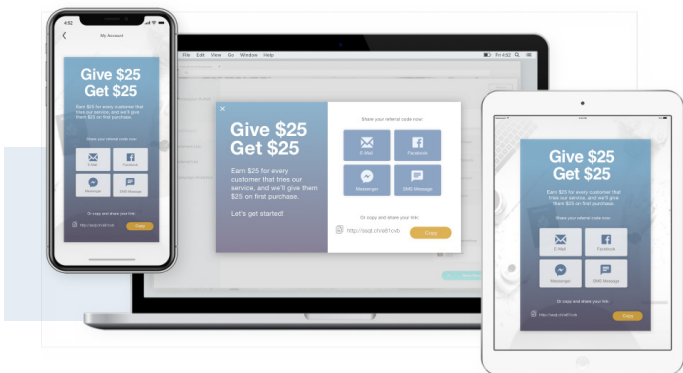 4:52
My Account
Give $25
Get $25
Earn $25 for every customer that
tries our service, and we'll give
them $25 on first purchase.
Share your referral code now:
E-Mail
Facebook
Messenger
SMS Message
Or copy and share your link:
Copy
File Edit View Go Window Help
Fri 4:52
Give $25
Get $25
Earn $25 for every
customer that tries our
service, and we'll give them
$25 on first purchase.
Let's get started!
Share your referral code now:
E-Mail
Facebook
Messenger
SMS Message
Or copy and share your link:
Copy
Give $25
Get $25
Earn $25 for every customer that
tries our service, and we'll give
them $25 on first purchase.
Share your referral code now:
E-Mail
Facebook
Messenger
SMS Message
Or copy and share your link:
Copy